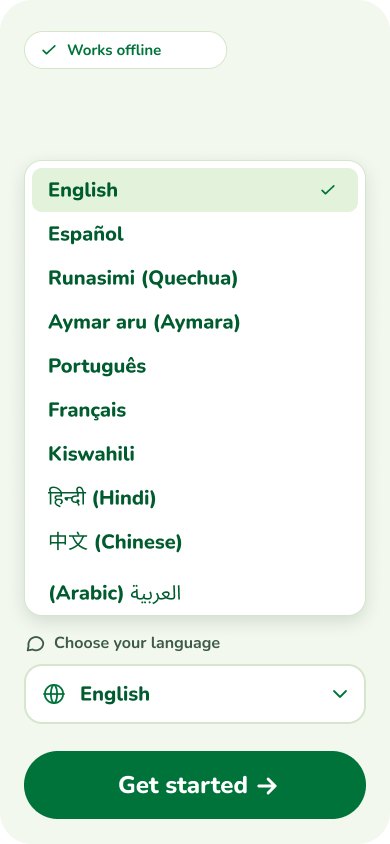 Works offline
English
Español
Runasimi (Quechua)
Aymar aru (Aymara)
Português
Français
Kiswahili
हिन्दी (Hindi)
中文 (Chinese)
(Arabic) العربية
Choose your language
English
Get started →